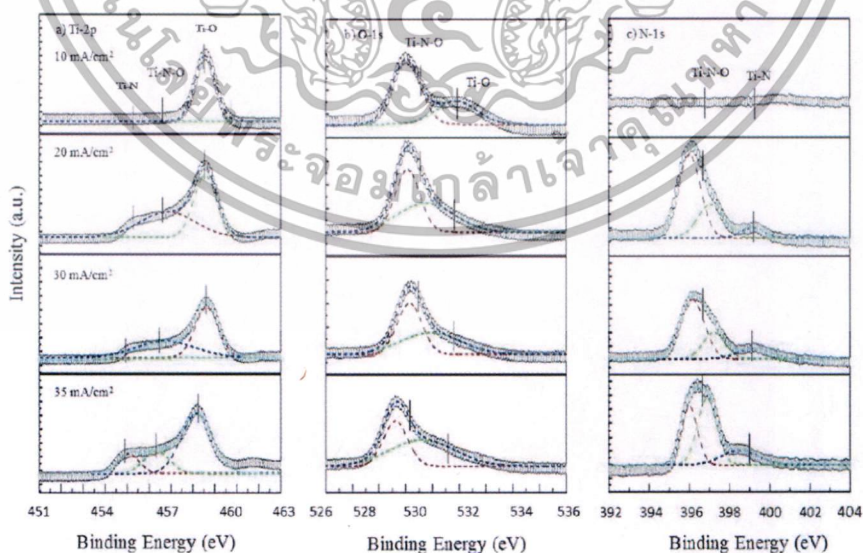 a) Ti-2p
Ti-O
10 mA/cm²
Ti-N-O
Ti-N
20 mA/cm²
30 mA/cm²
35 mA/cm²
451 454 457 460 463
Binding Energy (eV)
Intensity (a.u.)
b) O-1s
Ti-N-O
Ti-O
526 528 530 532 534 536
Binding Energy (eV)
c) N-1s
Ti-N-O
Ti-N
392 394 396 398 400 402 404
Binding Energy (eV)